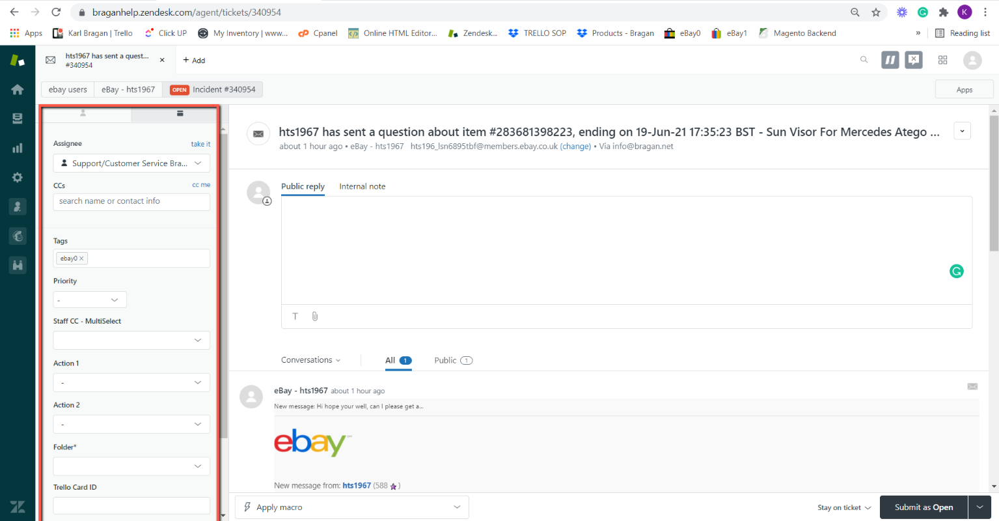 braganhelp.zendesk.com/agent/tickets/340954
K
Apps
Karl Bragan | Trello
Click UP
My Inventory | www...
Cpanel
Online HTML Editor...
Zendesk...
TRELLO SOP
Products - Bragan
eBay0
eBay1
Magento Backend
»
Reading list
hts1967 has sent a quest...
#340954
+ Add
ebay users
eBay - hts1967
OPEN Incident #340954
Apps
Assignee
take it
Support/Customer Service Bra...
CCs
cc me
search name or contact info
Tags
ebay0 ×
Priority
-
Staff CC - MultiSelect
Action 1
-
Action 2
-
Folder*
Trello Card ID
hts1967 has sent a question about item #283681398223, ending on 19-Jun-21 17:35:23 BST - Sun Visor For Mercedes Atego ...
about 1 hour ago • eBay - hts1967 hts196_lsn6895tbf@members.ebay.co.uk (change) • Via info@bragan.net
Public reply
Internal note
T
Conversations
All 1
Public 1
eBay - hts1967 about 1 hour ago
New message: Hi hope your well, can I please get a...
ebay
New message from: hts1967 (588 )
Apply macro
Stay on ticket
Submit as Open